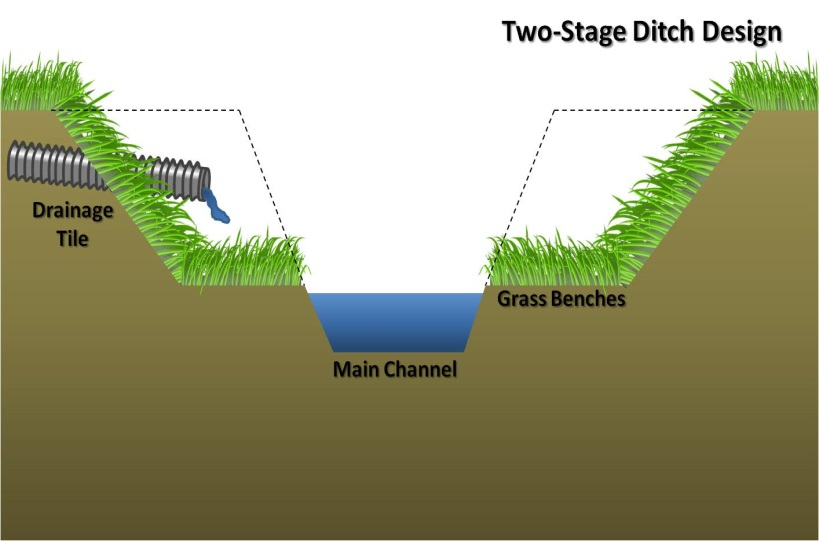 Two-Stage Ditch Design
Drainage
Tile
Grass Benches
Main Channel